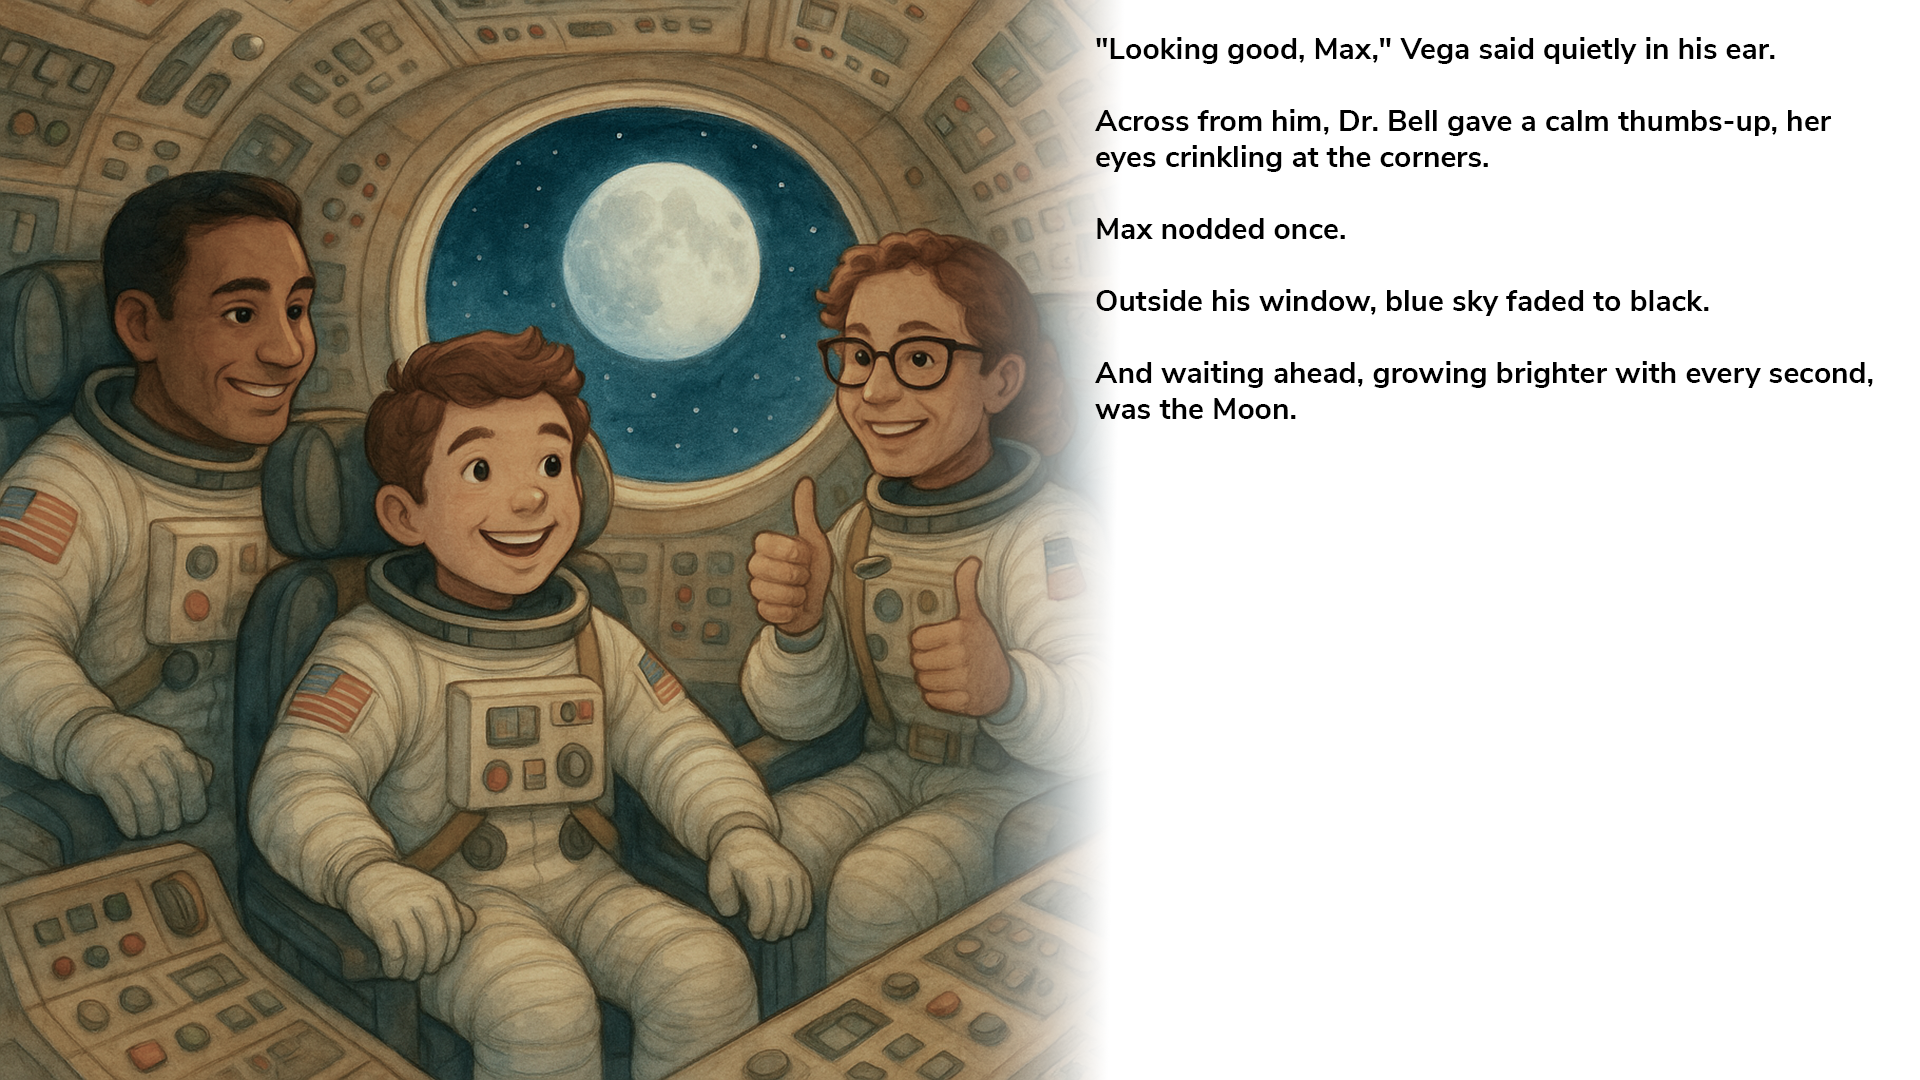 "Looking good, Max," Vega said quietly in his ear.
Across from him, Dr. Bell gave a calm thumbs-up, her
eyes crinkling at the corners.
Max nodded once.
Outside his window, blue sky faded to black.
And waiting ahead, growing brighter with every second,
was the Moon.